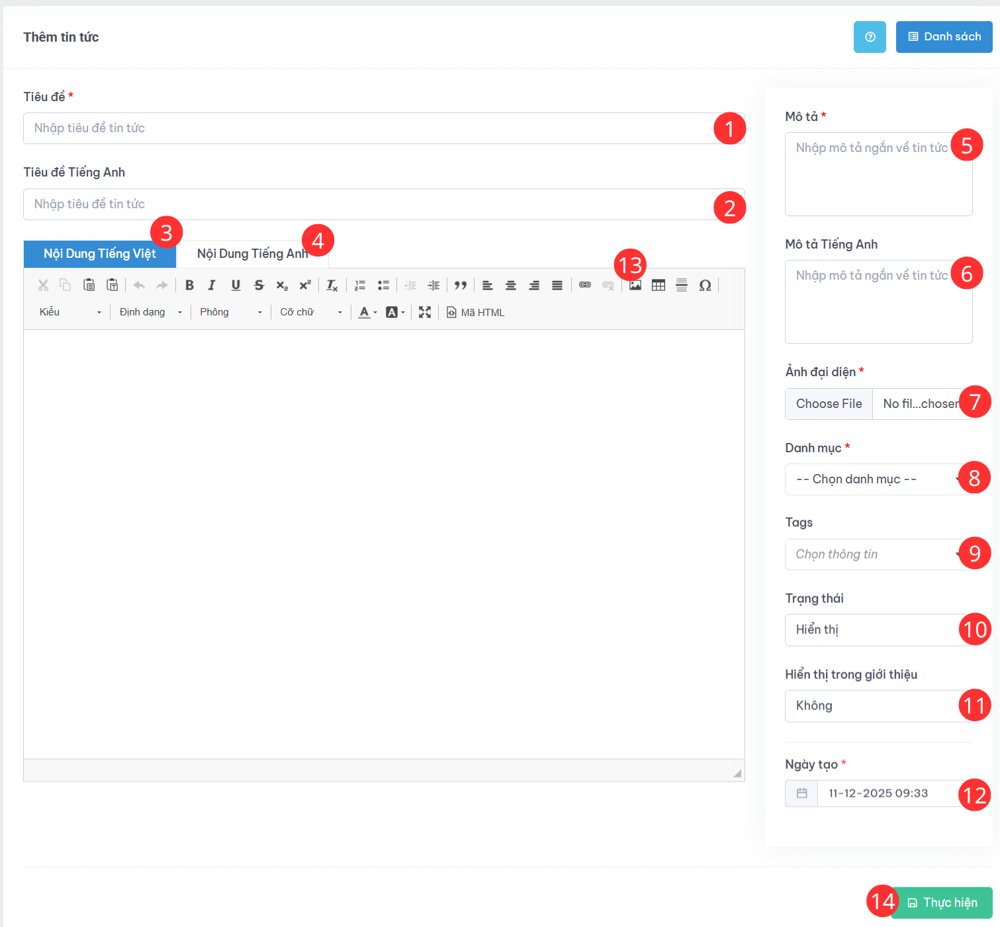 Thêm tin tức
Danh sách
Tiêu đề *
Nhập tiêu đề tin tức
1
Tiêu đề Tiếng Anh
Nhập tiêu đề tin tức
2
Nội Dung Tiếng Việt
3
Nội Dung Tiếng Anh
4
13
Kiểu
Định dạng
Phông
Cỡ chữ
Mã HTML
Mô tả *
Nhập mô tả ngắn về tin tức
5
Mô tả Tiếng Anh
Nhập mô tả ngắn về tin tức
6
Ảnh đại diện *
Choose File
No fil...chosen
7
Danh mục *
-- Chọn danh mục --
8
Tags
Chọn thông tin
9
Trạng thái
Hiển thị
10
Hiển thị trong giới thiệu
Không
11
Ngày tạo *
11-12-2025 09:33
12
14
Thực hiện